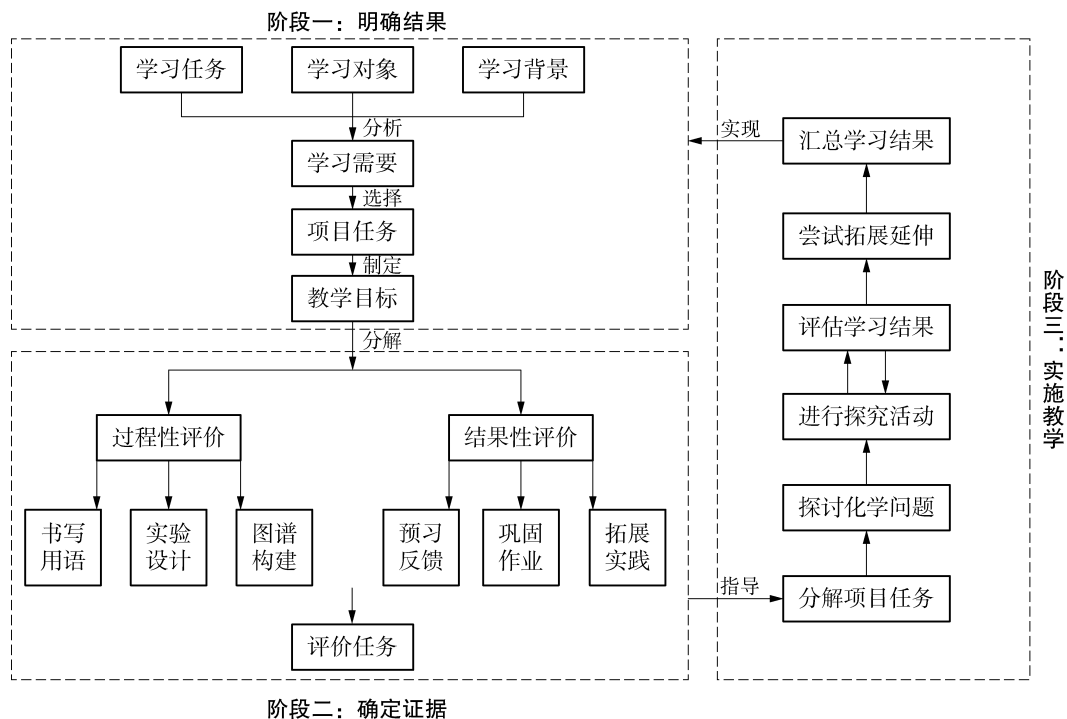 阶段一：明确结果
学习任务
学习对象
学习背景
分析
学习需要
选择
项目任务
制定
教学目标
分解
过程性评价
结果性评价
书写
用语
实验
设计
图谱
构建
预习
反馈
巩固
作业
拓展
实践
评价任务
阶段二：确定证据
指导
实现
汇总学习结果
尝试拓展延伸
评估学习结果
进行探究活动
探讨化学问题
分解项目任务
阶段三：实施教学